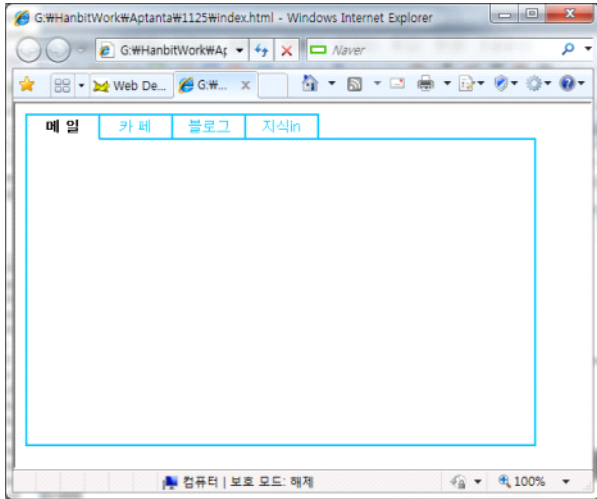 G:₩HanbitWork₩Aptanta₩1125₩index.html - Windows Internet Explorer
G:₩HanbitWork₩Ap Naver
Web De... G:₩... x
메 일 카 페 블로그 지식in
컴퓨터 | 보호 모드: 해제 100%